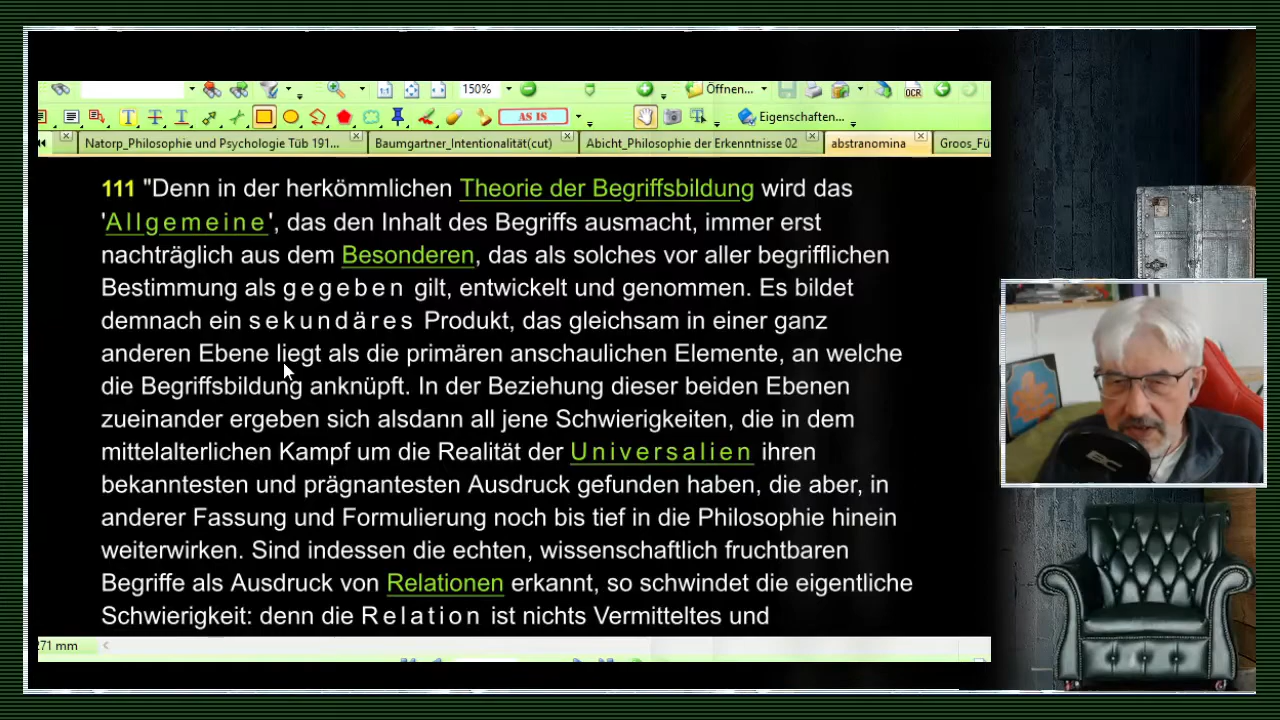 150%
Öffnen...
OCR
AS IS
Eigenschaften...
Natorp_Philosophie und Psychologie Tüb 191...
Baumgartner_Intentionalität(cut)
Abicht_Philosophie der Erkenntnisse 02
abstranomina
Groos_Fü
111 "Denn in der herkömmlichen Theorie der Begriffsbildung wird das
'Allgemeine', das den Inhalt des Begriffs ausmacht, immer erst
nachträglich aus dem Besonderen, das als solches vor aller begrifflichen
Bestimmung als gegeben gilt, entwickelt und genommen. Es bildet
demnach ein sekundäres Produkt, das gleichsam in einer ganz
anderen Ebene liegt als die primären anschaulichen Elemente, an welche
die Begriffsbildung anknüpft. In der Beziehung dieser beiden Ebenen
zueinander ergeben sich alsdann all jene Schwierigkeiten, die in dem
mittelalterlichen Kampf um die Realität der Universalien ihren
bekanntesten und prägnantesten Ausdruck gefunden haben, die aber, in
anderer Fassung und Formulierung noch bis tief in die Philosophie hinein
weiterwirken. Sind indessen die echten, wissenschaftlich fruchtbaren
Begriffe als Ausdruck von Relationen erkannt, so schwindet die eigentliche
Schwierigkeit: denn die Relation ist nichts Vermitteltes und
271 mm